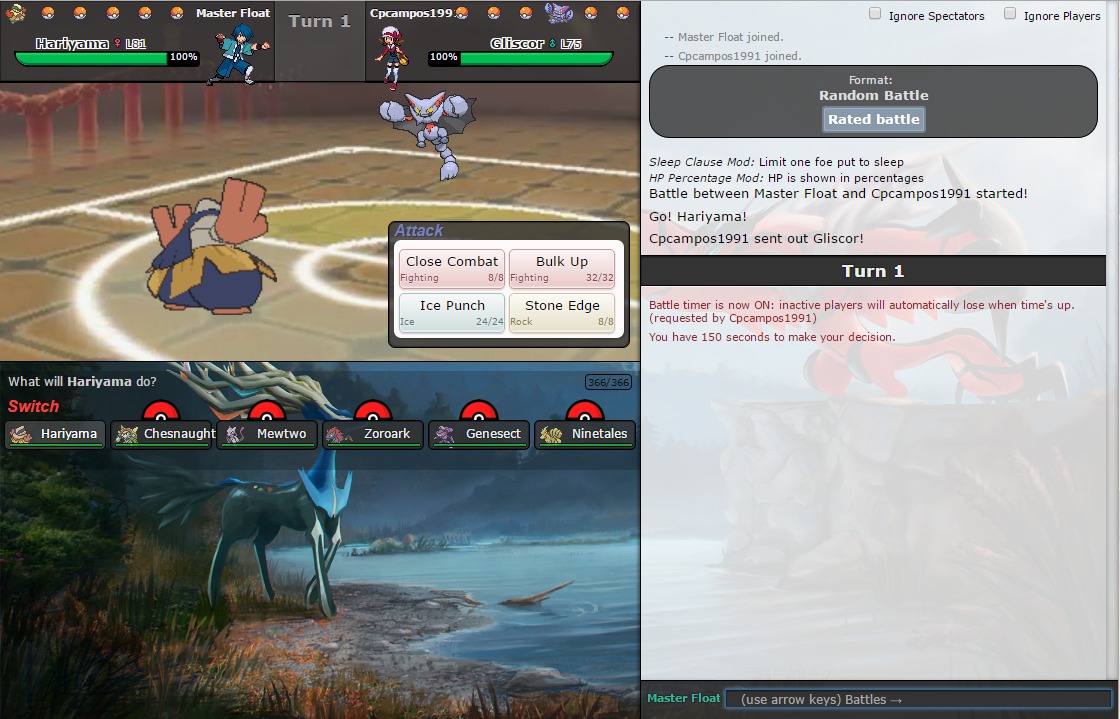 Master Float
Hariyama L81
100%
Turn 1
Cpcampos199
Gliscor L75
100%
Attack
Close Combat
Fighting 8/8
Bulk Up
Fighting 32/32
Ice Punch
Ice 24/24
Stone Edge
Rock 8/8
What will Hariyama do?
366/366
Switch
Hariyama
Chesnaught
Mewtwo
Zoroark
Genesect
Ninetales
Ignore Spectators
Ignore Players
-- Master Float joined.
-- Cpcampos1991 joined.
Format:
Random Battle
Rated battle
Sleep Clause Mod: Limit one foe put to sleep
HP Percentage Mod: HP is shown in percentages
Battle between Master Float and Cpcampos1991 started!
Go! Hariyama!
Cpcampos1991 sent out Gliscor!
Turn 1
Battle timer is now ON: inactive players will automatically lose when time's up.
(requested by Cpcampos1991)
You have 150 seconds to make your decision.
Master Float
(use arrow keys) Battles →